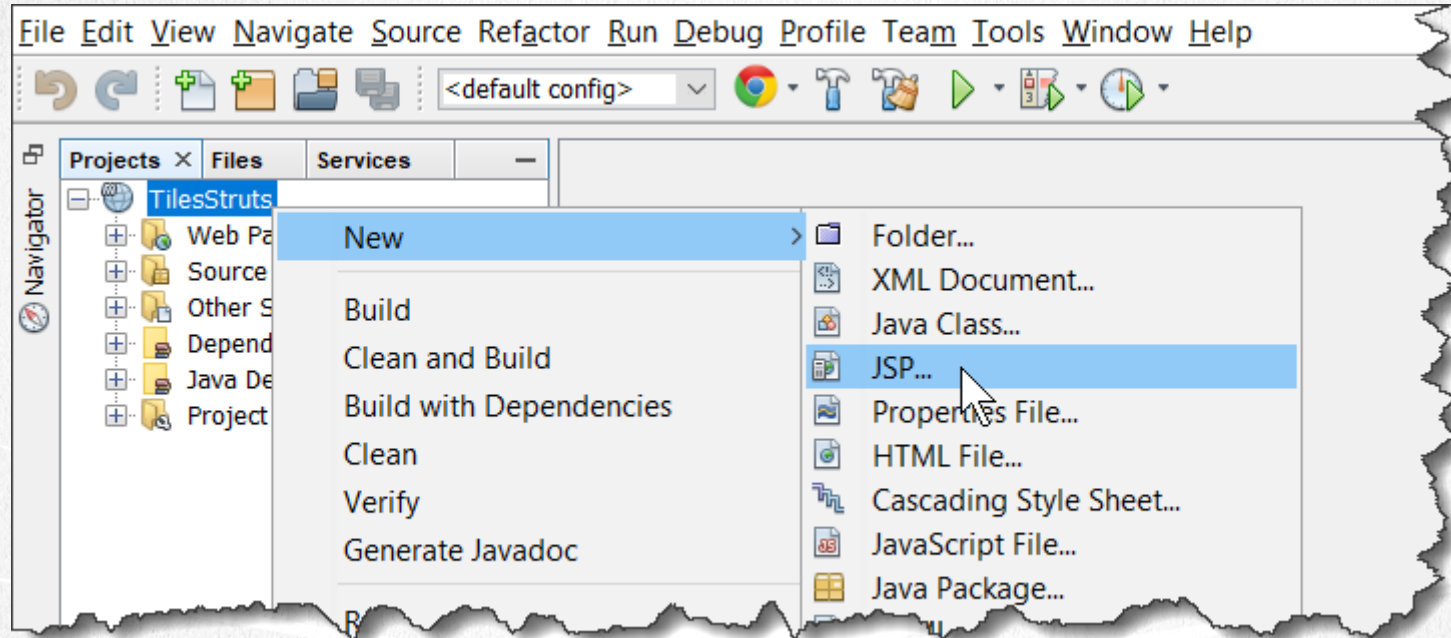 File Edit View Navigate Source Refactor Run Debug Profile Team Tools Window Help
<default config>
Projects Files Services
Navigator
TilesStruts
Web Pa
Source
Other S
Depend
Java De
Project
New
Build
Clean and Build
Build with Dependencies
Clean
Verify
Generate Javadoc
Folder...
XML Document...
Java Class...
JSP...
Properties File...
HTML File...
Cascading Style Sheet...
JavaScript File...
Java Package...